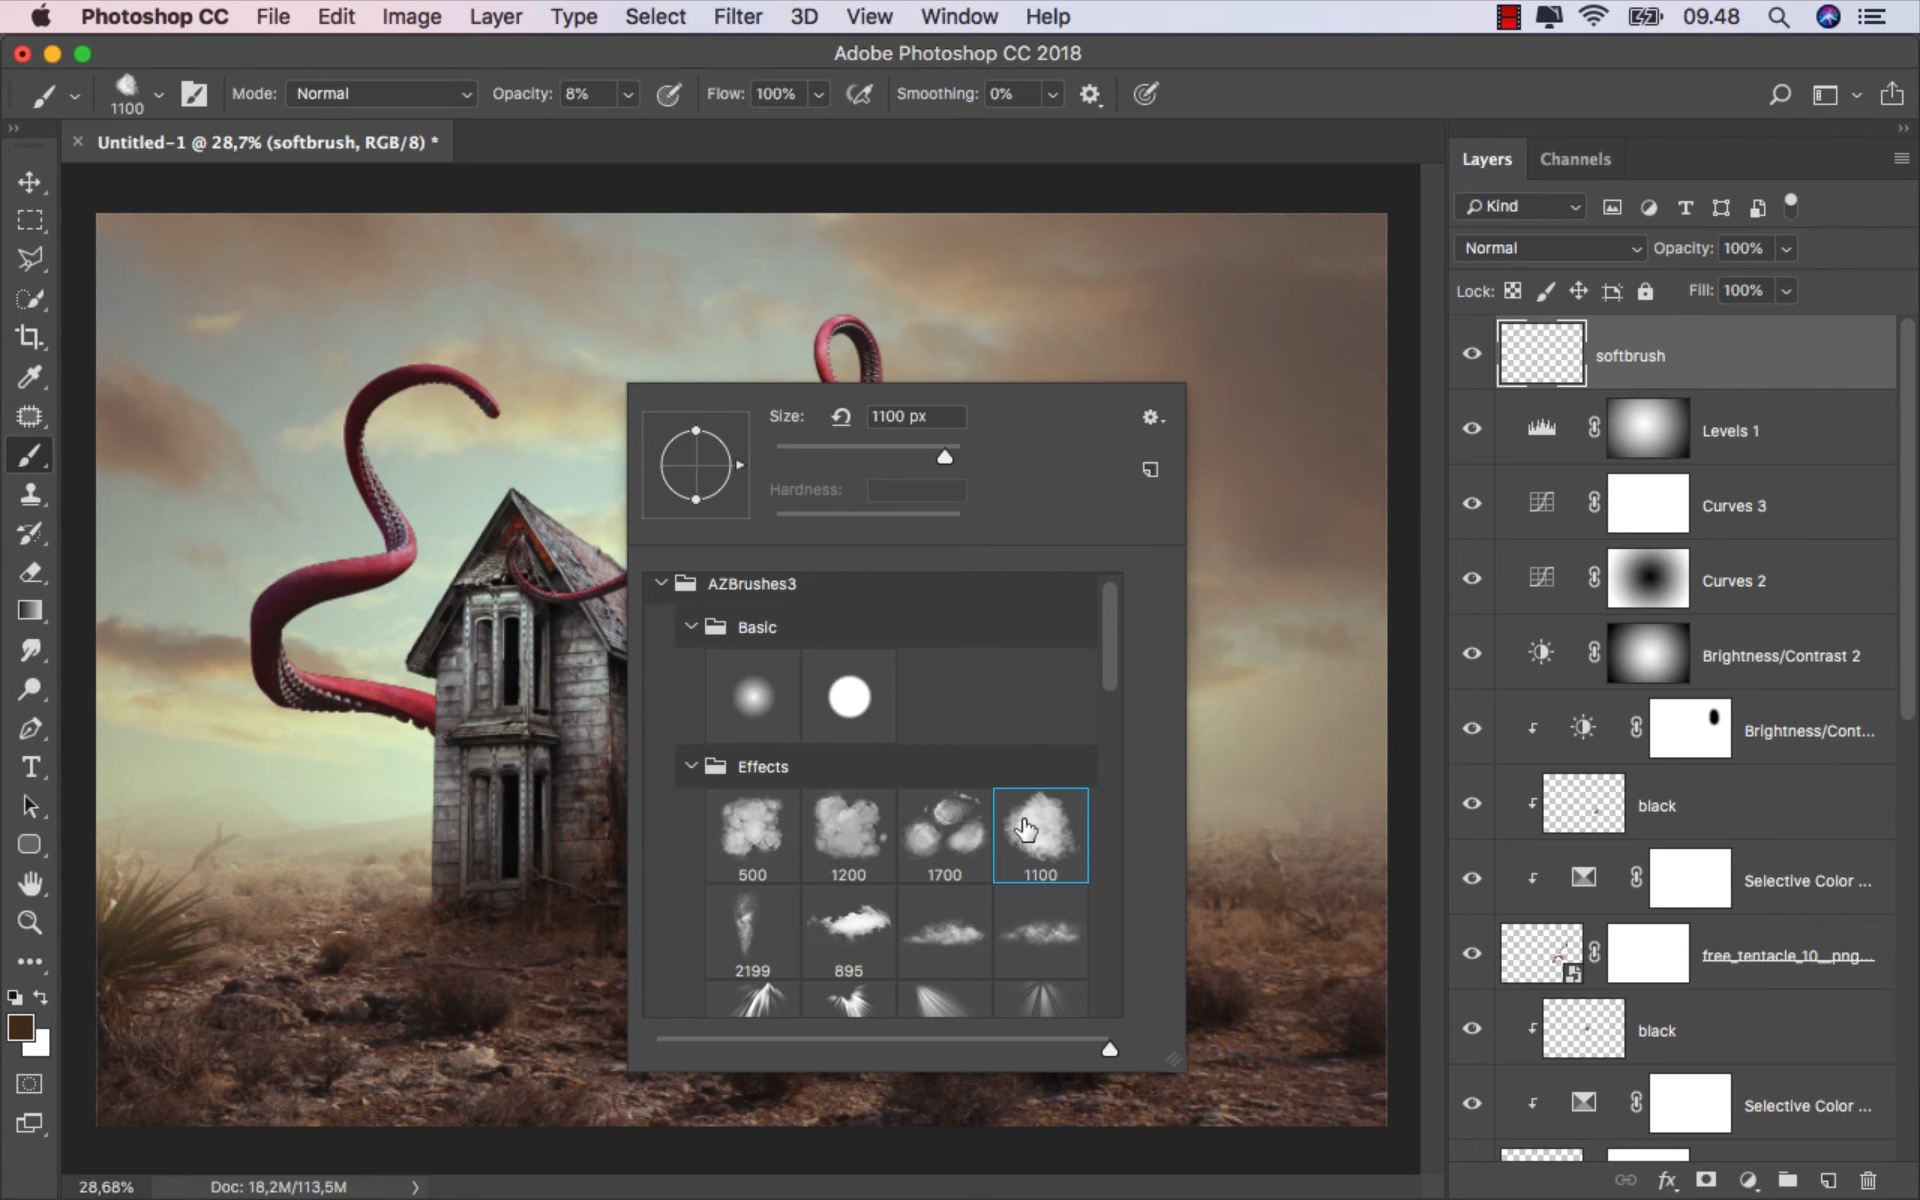 Photoshop CC File Edit Image Layer Type Select Filter 3D View Window Help 09.48
Adobe Photoshop CC 2018
1100 Mode: Normal Opacity: 8% Flow: 100% Smoothing: 0%
Untitled-1 @ 28,7% (softbrush, RGB/8) *
Layers Channels
Kind
Normal Opacity: 100%
Lock: Fill: 100%
softbrush
Levels 1
Curves 3
Curves 2
Brightness/Contrast 2
Brightness/Cont...
black
Selective Color ...
free_tentacle_10__png...
black
Selective Color ...
Size: 1100 px
Hardness:
AZBrushes3
Basic
Effects
500 1200 1700 1100
2199 895
28,68% Doc: 18,2M/113,5M